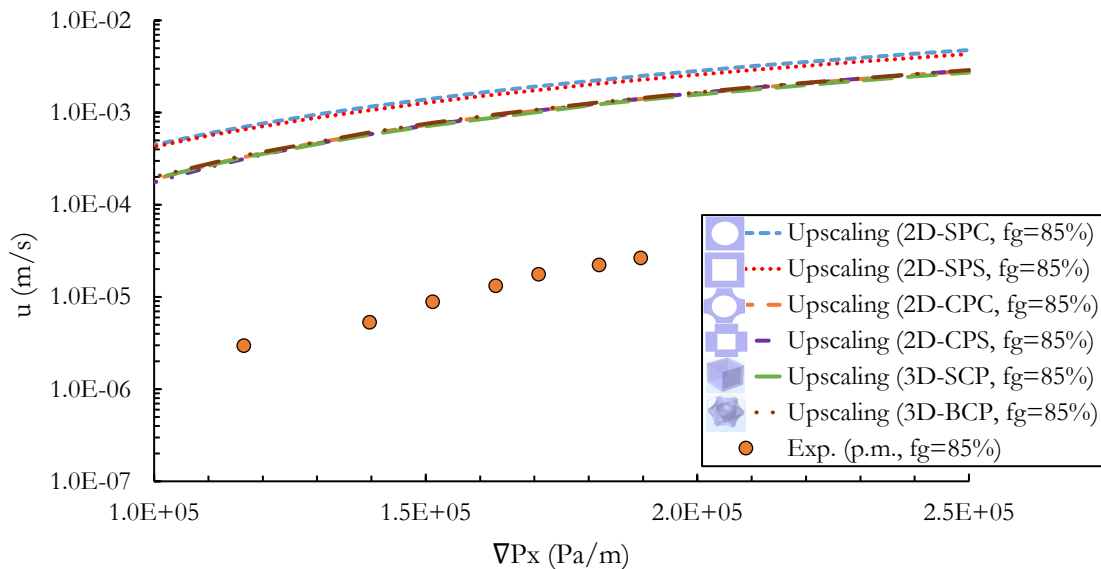 1.0E-02
1.0E-03
1.0E-04
1.0E-05
1.0E-06
1.0E-07
u (m/s)
1.0E+05
1.5E+05
2.0E+05
2.5E+05
∇Px (Pa/m)
Upscaling (2D-SPC, fg=85%)
Upscaling (2D-SPS, fg=85%)
Upscaling (2D-CPC, fg=85%)
Upscaling (2D-CPS, fg=85%)
Upscaling (3D-SCP, fg=85%)
Upscaling (3D-BCP, fg=85%)
Exp. (p.m., fg=85%)